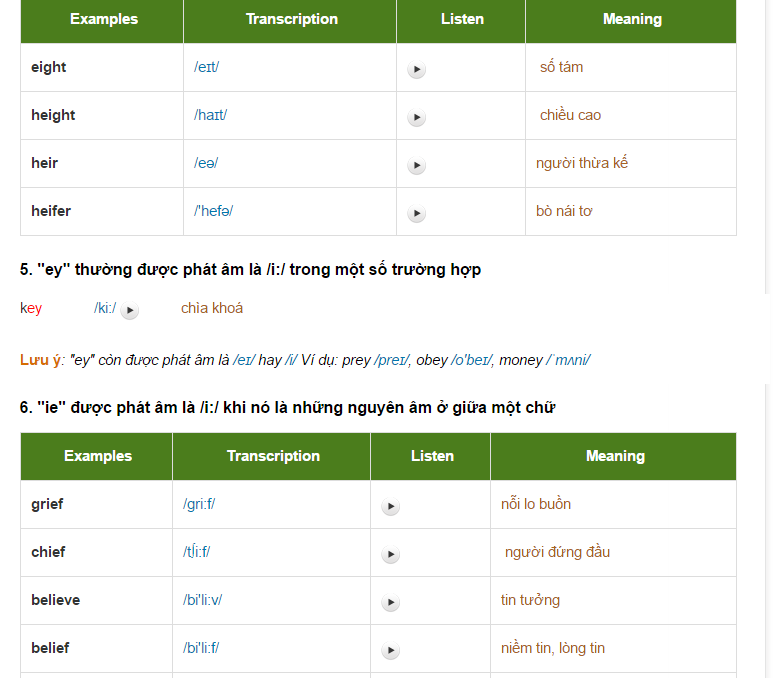 Examples Transcription Listen Meaning
eight /eɪt/ số tám
height /haɪt/ chiều cao
heir /eə/ người thừa kế
heifer /'hefə/ bò nái tơ
5. "ey" thường được phát âm là /i:/ trong một số trường hợp
key /ki:/ chìa khoá
Lưu ý: "ey" còn được phát âm là /eɪ/ hay /i/ Ví dụ: prey /preɪ/, obey /o'beɪ/, money /ˈmʌni/
6. "ie" được phát âm là /i:/ khi nó là những nguyên âm ở giữa một chữ
Examples Transcription Listen Meaning
grief /gri:f/ nỗi lo buồn
chief /t∫i:f/ người đứng đầu
believe /bi'li:v/ tin tưởng
belief /bi'li:f/ niềm tin, lòng tin